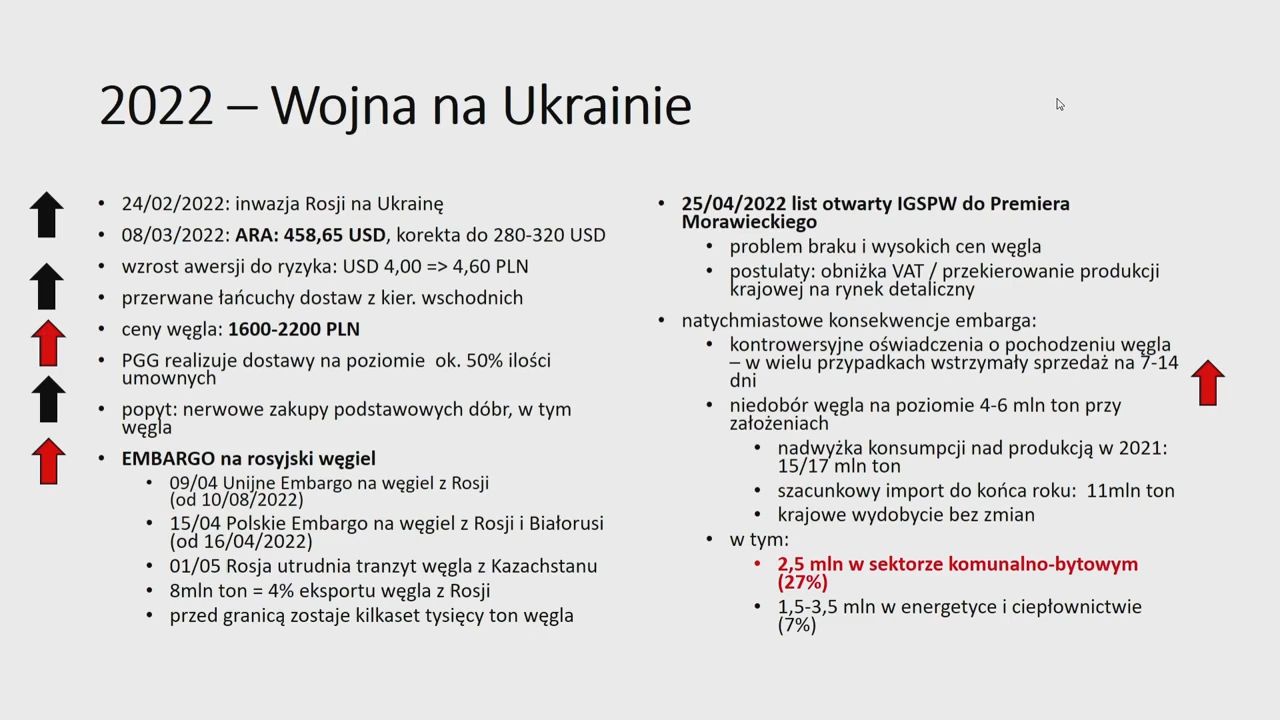 2022 – Wojna na Ukrainie
24/02/2022: inwazja Rosji na Ukrainę
08/03/2022: ARA: 458,65 USD, korekta do 280-320 USD
wzrost awersji do ryzyka: USD 4,00 => 4,60 PLN
przerwane łańcuchy dostaw z kier. wschodnich
ceny węgla: 1600-2200 PLN
PGG realizuje dostawy na poziomie ok. 50% ilości
umownych
popyt: nerwowe zakupy podstawowych dóbr, w tym
węgla
EMBARGO na rosyjski węgiel
09/04 Unijne Embargo na węgiel z Rosji
(od 10/08/2022)
15/04 Polskie Embargo na węgiel z Rosji i Białorusi
(od 16/04/2022)
01/05 Rosja utrudnia tranzyt węgla z Kazachstanu
8mln ton = 4% eksportu węgla z Rosji
przed granicą zostaje kilkaset tysięcy ton węgla
25/04/2022 list otwarty IGSPW do Premiera
Morawieckiego
problem braku i wysokich cen węgla
postulaty: obniżka VAT / przekierowanie produkcji
krajowej na rynek detaliczny
natychmiastowe konsekwencje embarga:
kontrowersyjne oświadczenia o pochodzeniu węgla
– w wielu przypadkach wstrzymały sprzedaż na 7-14
dni
niedobór węgla na poziomie 4-6 mln ton przy
założeniach
nadwyżka konsumpcji nad produkcją w 2021:
15/17 mln ton
szacunkowy import do końca roku: 11mln ton
krajowe wydobycie bez zmian
w tym:
2,5 mln w sektorze komunalno-bytowym
(27%)
1,5-3,5 mln w energetyce i ciepłownictwie
(7%)